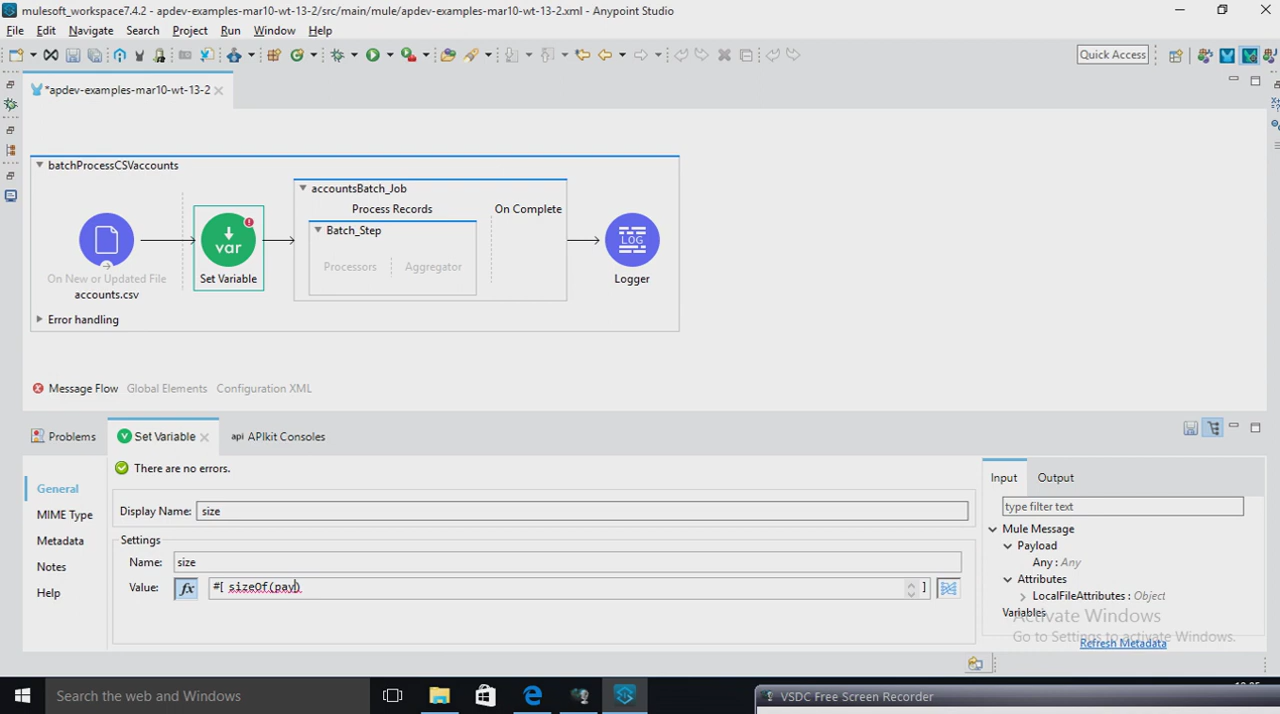 mulesoft_workspace7.4.2 - apdev-examples-mar10-wt-13-2/src/main/mule/apdev-examples-mar10-wt-13-2.xml - Anypoint Studio
File Edit Navigate Search Project Run Window Help
Quick Access
*apdev-examples-mar10-wt-13-2
batchProcessCSVaccounts
accountsBatch_Job
Process Records On Complete
Batch_Step
var
LOG
Processors Aggregator
On New or Updated File
accounts.csv
Set Variable
Logger
Error handling
Message Flow Global Elements Configuration XML
Problems Set Variable api APIkit Consoles
There are no errors.
General
MIME Type
Metadata
Notes
Help
Display Name: size
Settings
Name: size
Value: fx #[ sizeOf(pay) ]
Input Output
type filter text
Mule Message
Payload
Any : Any
Attributes
LocalFileAttributes : Object
Variables
Activate Windows
Go to Settings to activate Windows.
Refresh Metadata
Search the web and Windows
VSDC Free Screen Recorder